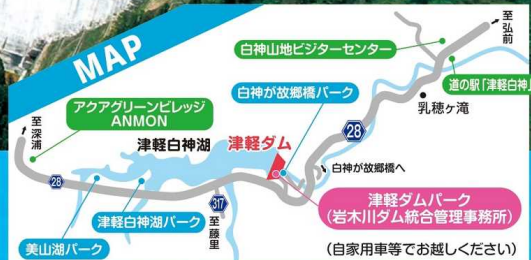 MAP
至弘前
白神山地ビジターセンター
道の駅「津軽白神」
白神が故郷橋パーク
乳穂ヶ滝
至深浦
アクアグリーンビレッジ
ANMON
津軽白神湖
津軽ダム
28
白神が故郷橋へ
28
317
至藤里
津軽白神湖パーク
美山湖パーク
津軽ダムパーク
(岩木川ダム統合管理事務所)
(自家用車等でお越しください)